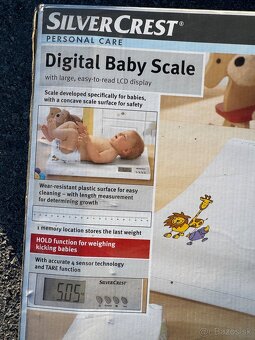 SILVERCREST®
PERSONAL CARE
Digital Baby Scale
with large, easy-to-read LCD display
Scale developed specifically for babies,
with a concave scale surface for safety
Wear-resistant plastic surface for easy
cleaning – with length measurement
for determining growth
1 memory location stores the last weight
HOLD function for weighing
kicking babies
With accurate 4 sensor technology
and TARE function
SILVERCREST
505
bazos.sk